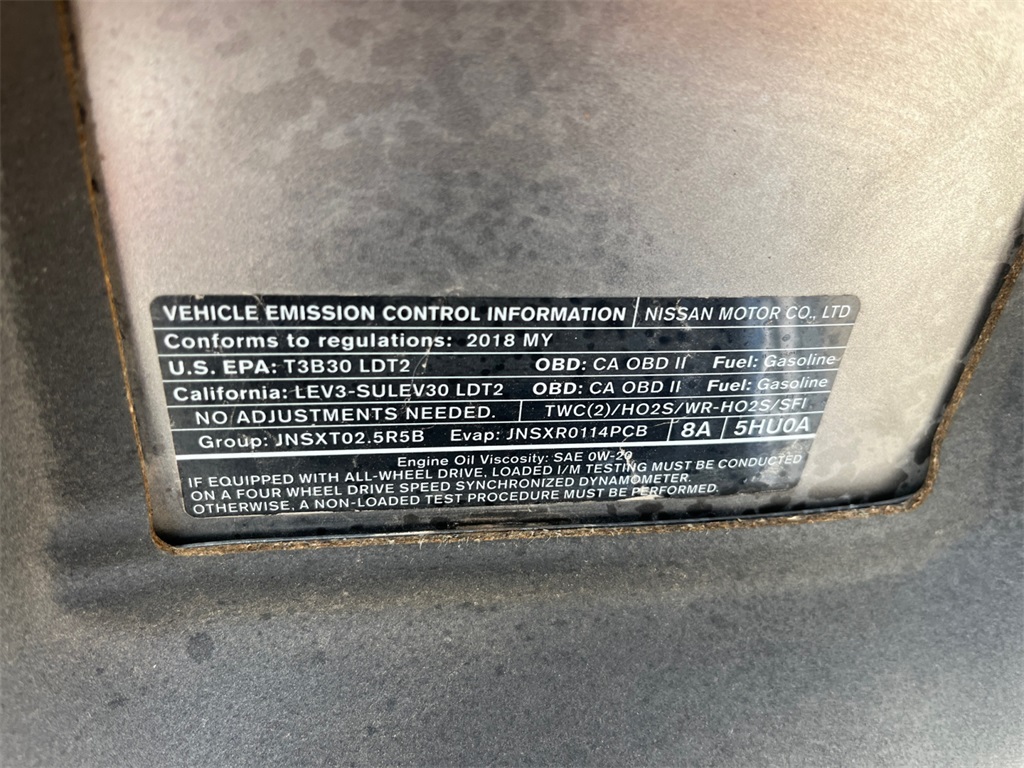 VEHICLE EMISSION CONTROL INFORMATION NISSAN MOTOR CO., LTD
Conforms to regulations: 2018 MY
U.S. EPA: T3B30 LDT2 OBD: CA OBD II Fuel: Gasoline
California: LEV3-SULEV30 LDT2 OBD: CA OBD II Fuel: Gasoline
NO ADJUSTMENTS NEEDED. TWC(2)/HO2S/WR-HO2S/SFI
Group: JNSXT02.5R5B Evap: JNSXR0114PCB 8A 5HU0A
Engine Oil Viscosity: SAE 0W-20
IF EQUIPPED WITH ALL-WHEEL DRIVE, LOADED I/M TESTING MUST BE CONDUCTED
ON A FOUR WHEEL DRIVE SPEED SYNCHRONIZED DYNAMOMETER.
OTHERWISE, A NON-LOADED TEST PROCEDURE MUST BE PERFORMED.